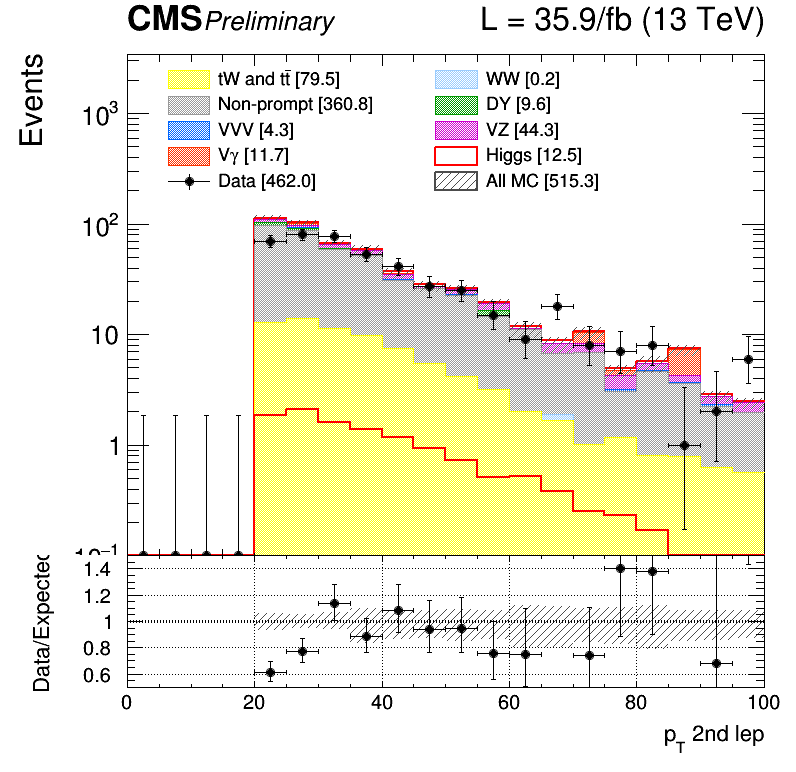 CMS Preliminary L = 35.9/fb (13 TeV)
Events
tW and tt̄ [79.5] WW [0.2]
Non-prompt [360.8] DY [9.6]
VVV [4.3] VZ [44.3]
Vγ [11.7] Higgs [12.5]
Data [462.0] All MC [515.3]
10³
10²
10
1
Data/Expected
1.4
1.2
1
0.8
0.6
0 20 40 60 80 100
p_T 2nd lep